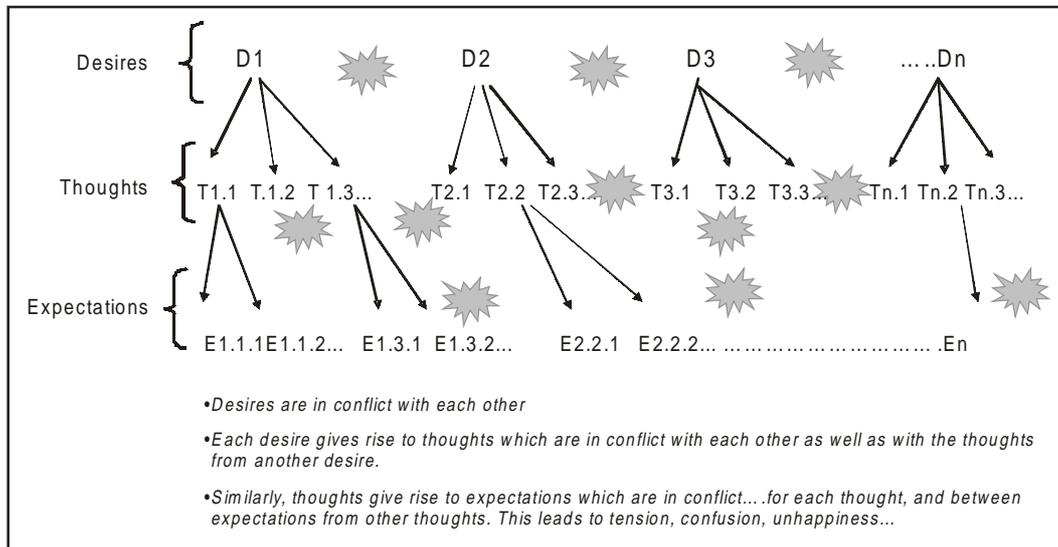 Desires D1 D2 D3 … ..Dn
Thoughts T1.1 T.1.2 T 1.3... T2.1 T2.2 T2.3... T3.1 T3.2 T3.3... Tn.1 Tn.2 Tn.3...
Expectations
E1.1.1 E1.1.2... E1.3.1 E1.3.2... E2.2.1 E2.2.2... ……………………… .En
•Desires are in conflict with each other
•Each desire gives rise to thoughts which are in conflict with each other as well as with the thoughts
from another desire.
•Similarly, thoughts give rise to expectations which are in conflict... .for each thought, and between
expectations from other thoughts. This leads to tension, confusion, unhappiness...